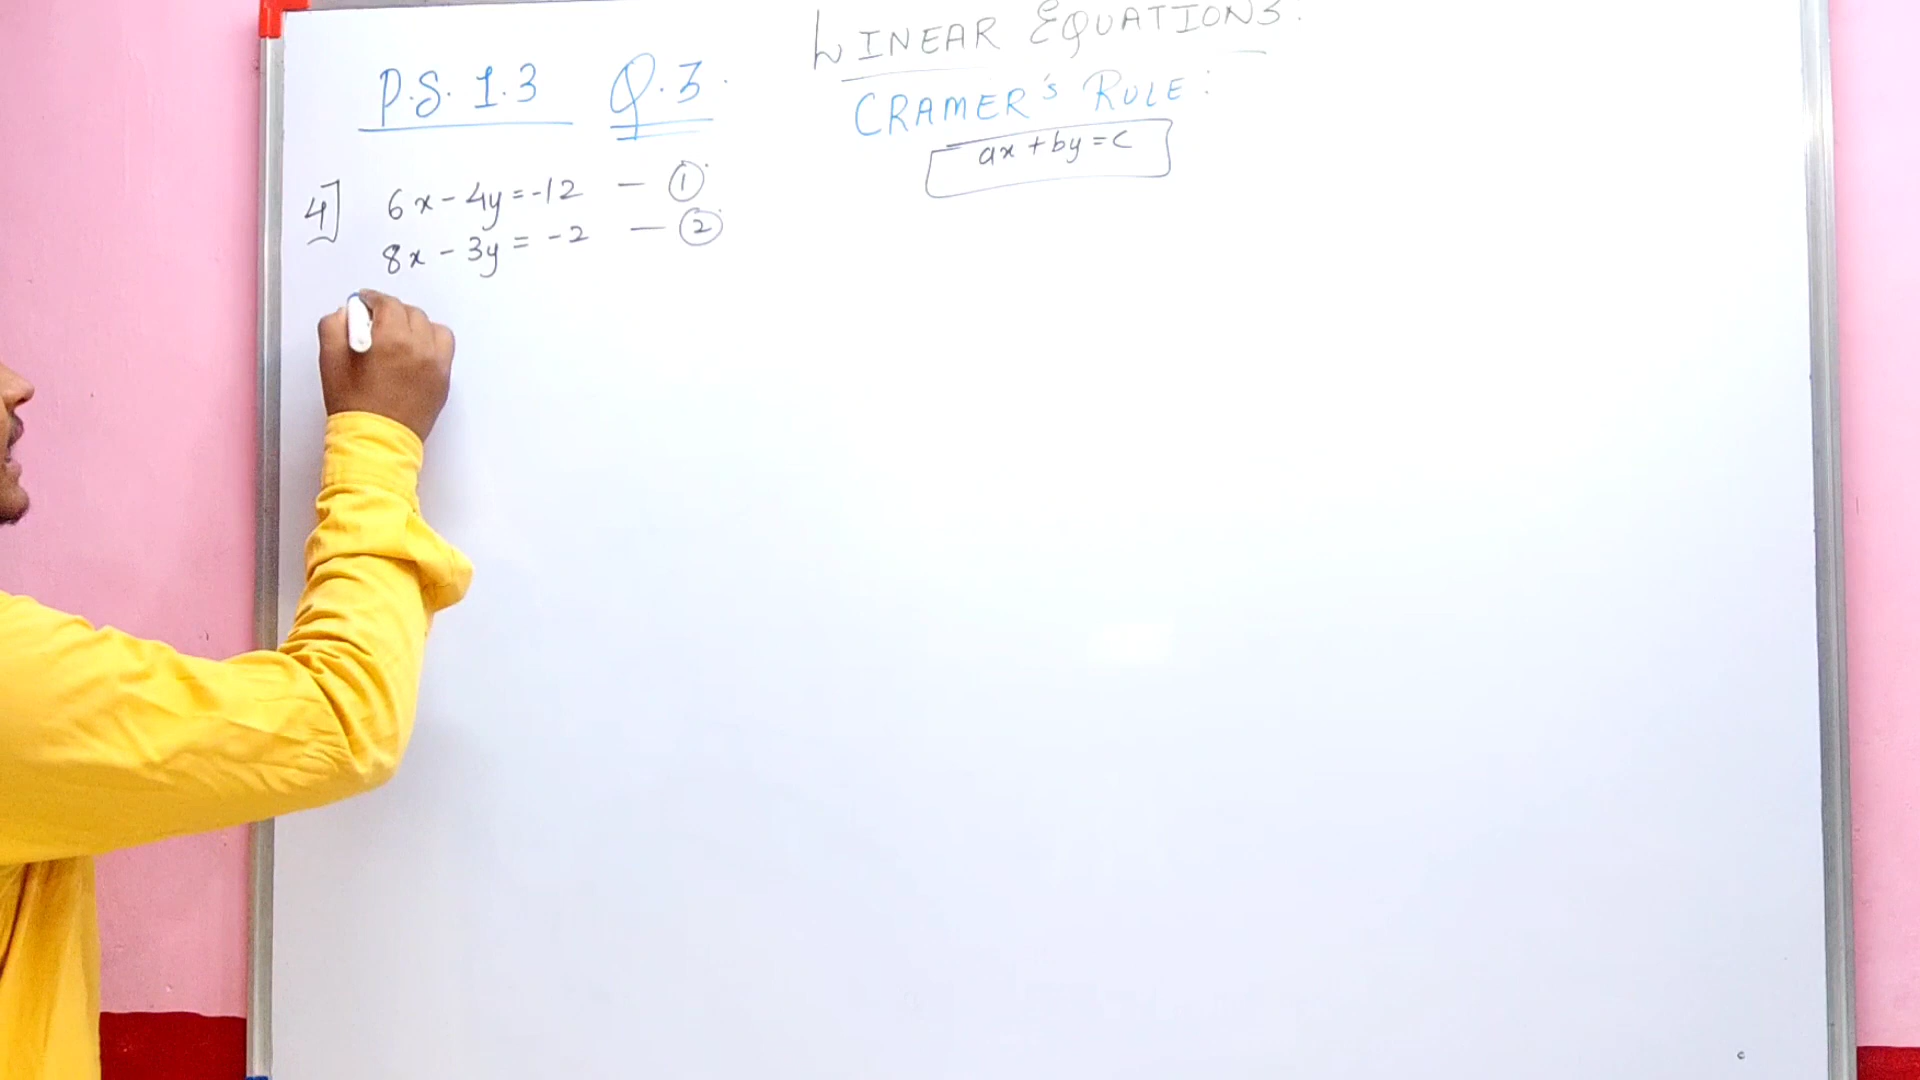 LINEAR EQUATIONS.
P.S. 1.3 Q.3.
CRAMER's RULE:
ax + by = c
4] 6x - 4y = -12 — ①
8x - 3y = -2 — ②